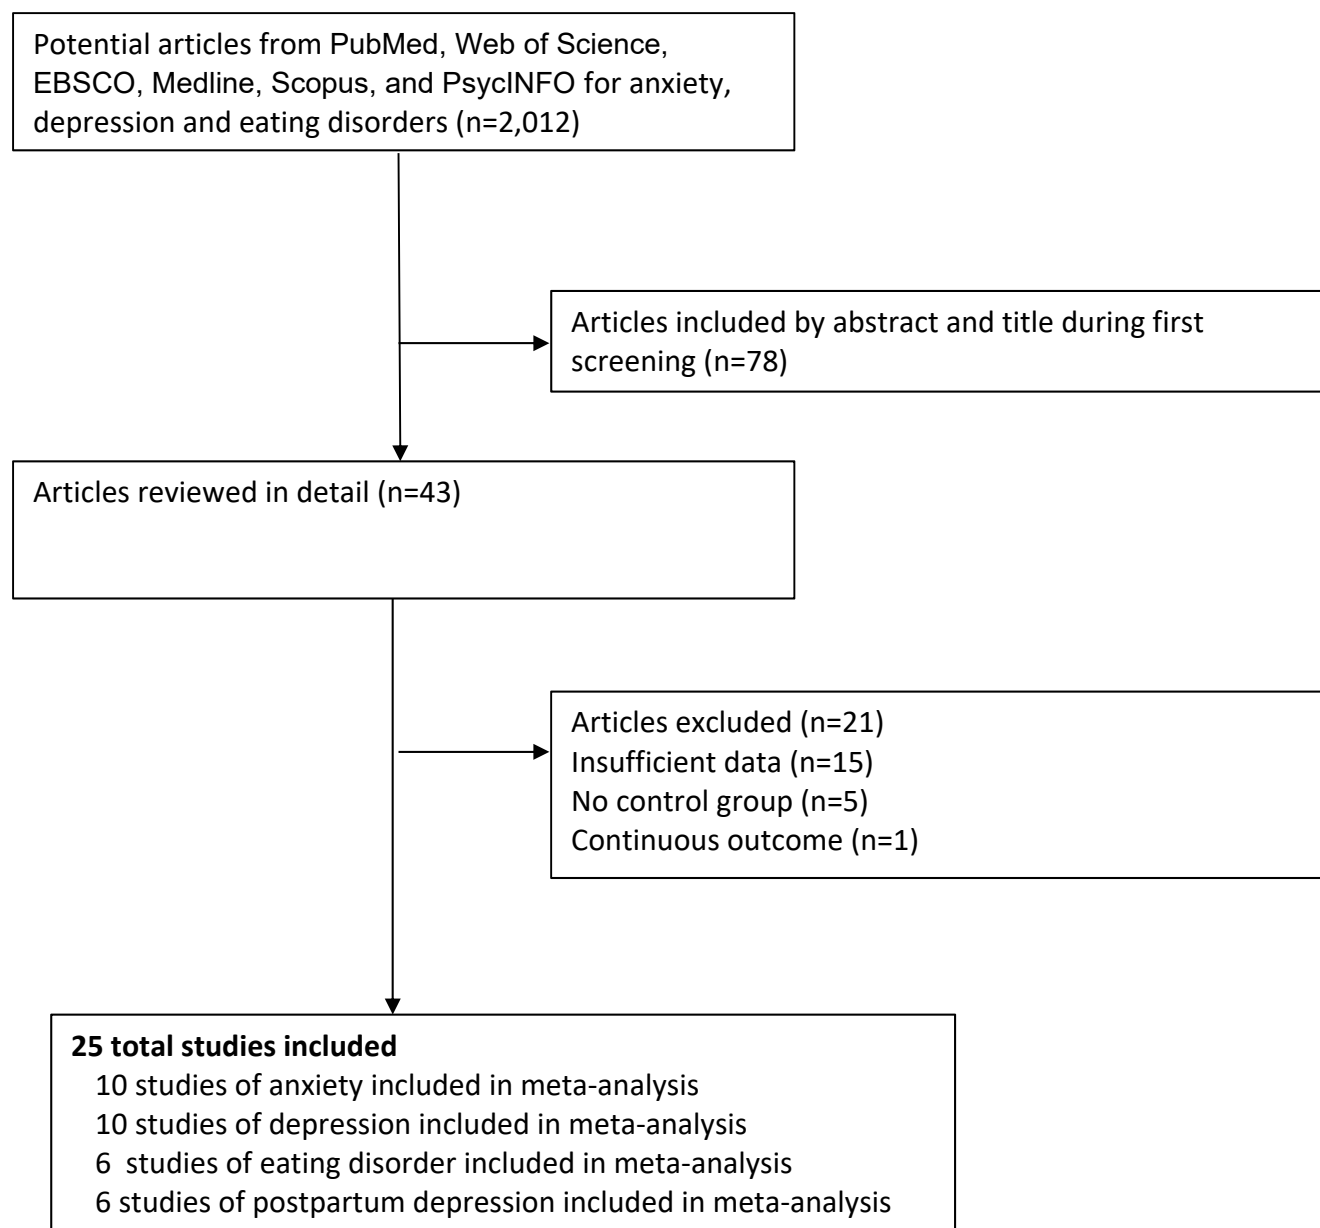 Potential articles from PubMed, Web of Science,
EBSCO, Medline, Scopus, and PsycINFO for anxiety,
depression and eating disorders (n=2,012)
Articles included by abstract and title during first
screening (n=78)
Articles reviewed in detail (n=43)
Articles excluded (n=21)
Insufficient data (n=15)
No control group (n=5)
Continuous outcome (n=1)
25 total studies included
10 studies of anxiety included in meta-analysis
10 studies of depression included in meta-analysis
6  studies of eating disorder included in meta-analysis
6 studies of postpartum depression included in meta-analysis